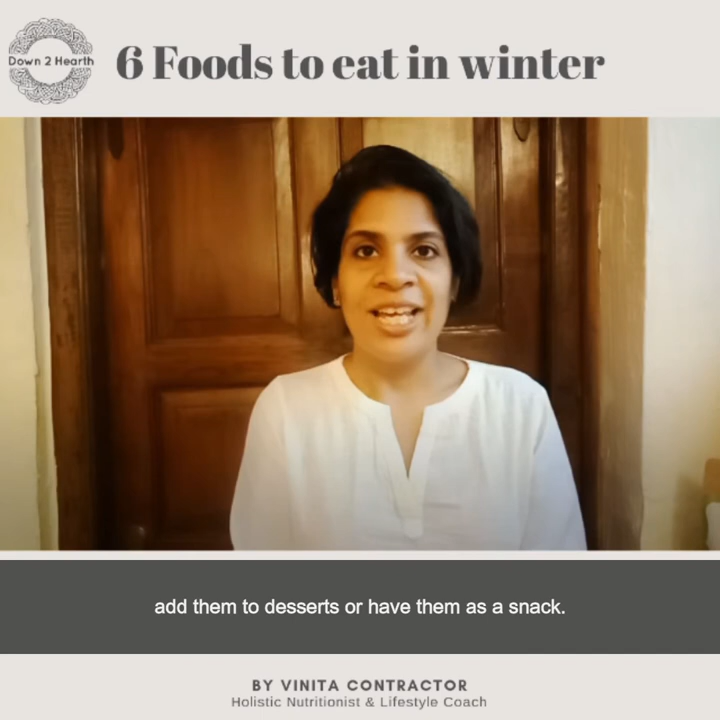 Down 2 Hearth
6 Foods to eat in winter
add them to desserts or have them as a snack.
BY VINITA CONTRACTOR
Holistic Nutritionist & Lifestyle Coach